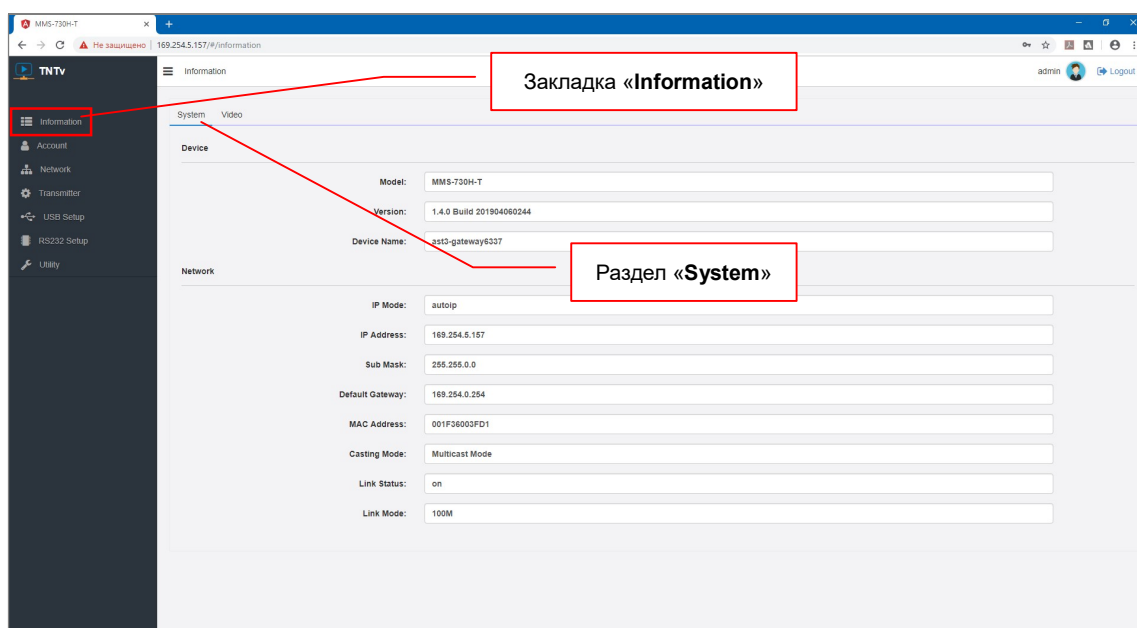 MMS-730H-T
Не защищено 169.254.5.157/#/information
TNTv
Information
admin
Logout
Закладка «Information»
Information
Account
Network
Transmitter
USB Setup
RS232 Setup
Utility
System Video
Device
Model: MMS-730H-T
Version: 1.4.0 Build 201904060244
Device Name: ast3-gateway6337
Раздел «System»
Network
IP Mode: autoip
IP Address: 169.254.5.157
Sub Mask: 255.255.0.0
Default Gateway: 169.254.0.254
MAC Address: 001F36003FD1
Casting Mode: Multicast Mode
Link Status: on
Link Mode: 100M